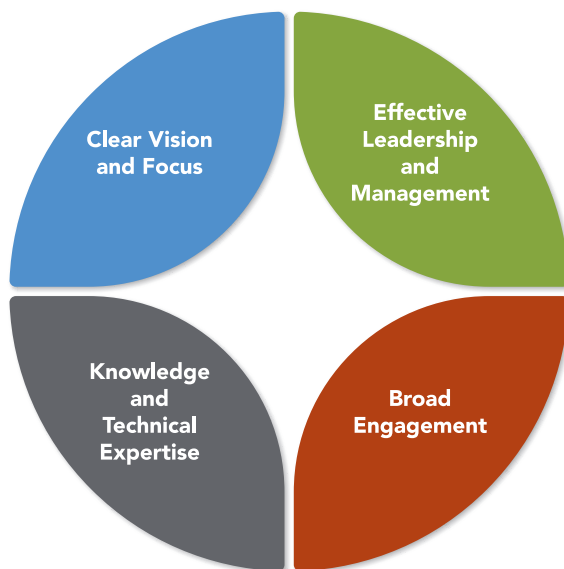 Clear Vision
and Focus
Effective
Leadership
and
Management
Knowledge
and
Technical
Expertise
Broad
Engagement